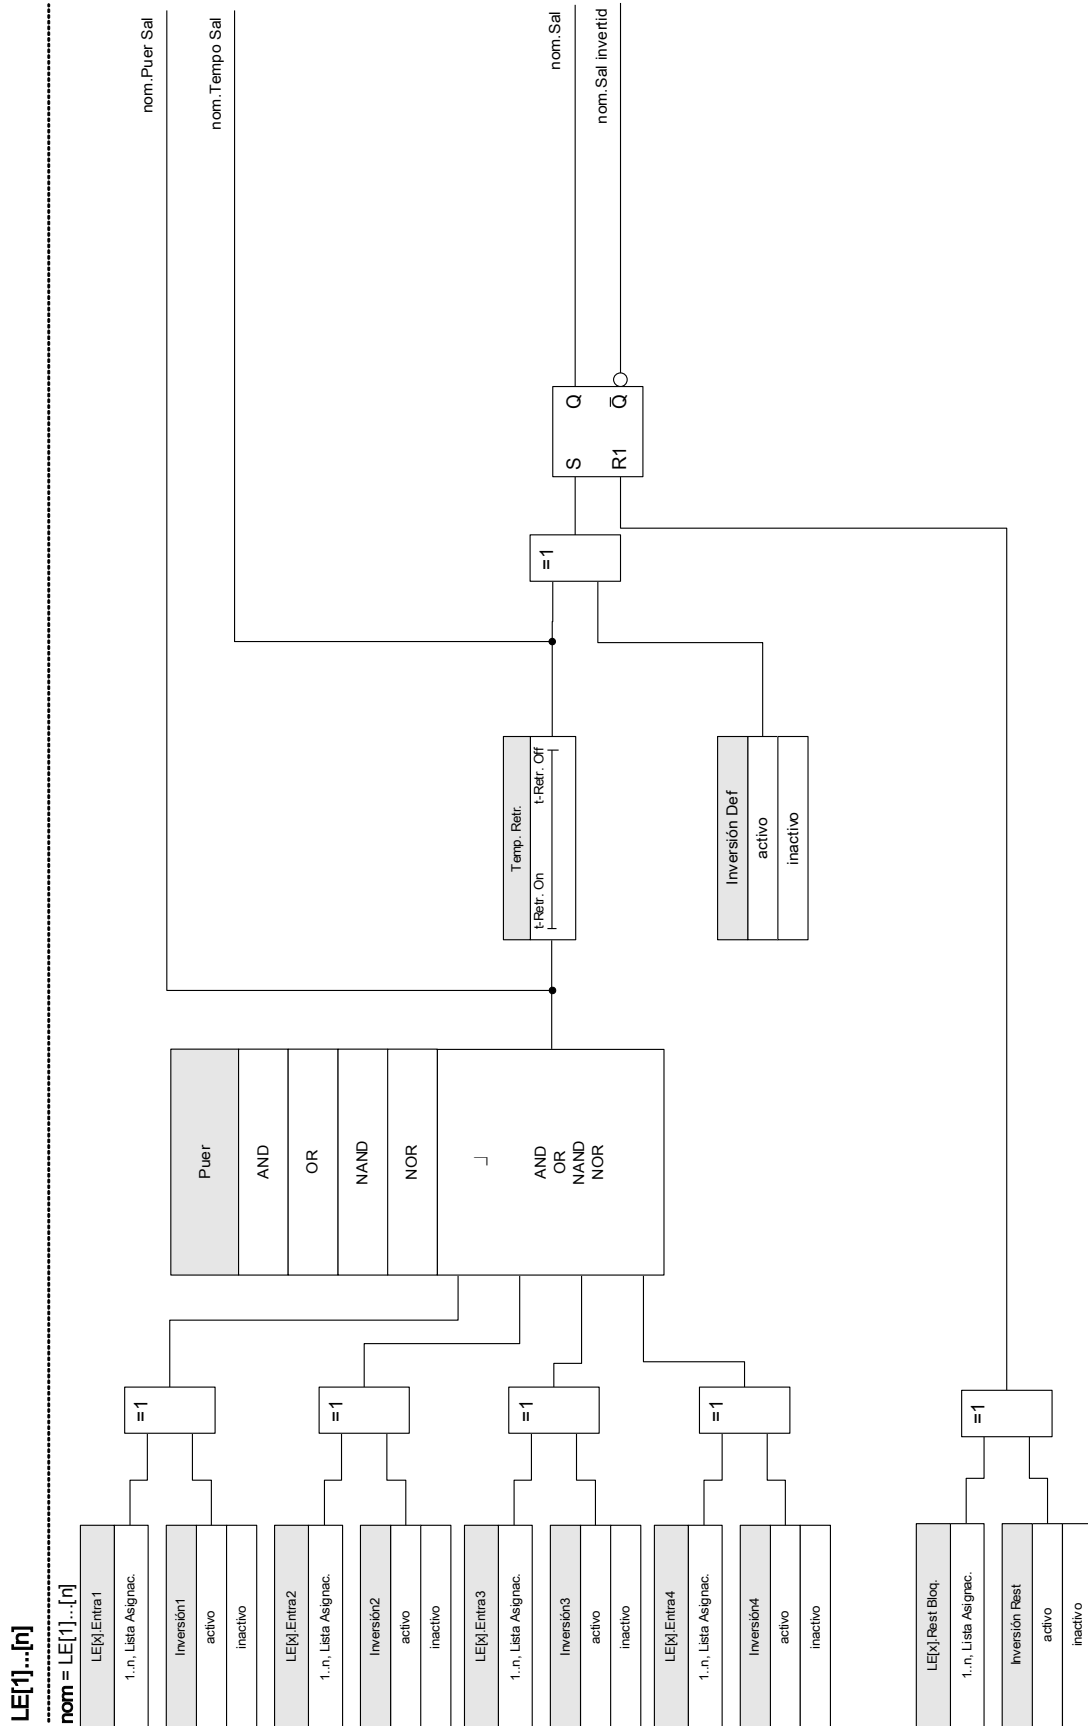 LE[1]...[n]
nom = LE[1]...[n]
LE[x].Entra1
1..n, Lista Asignac.
Inversión1
activo
inactivo
LE[x].Entra2
1..n, Lista Asignac.
Inversión2
activo
inactivo
LE[x].Entra3
1..n, Lista Asignac.
Inversión3
activo
inactivo
LE[x].Entra4
1..n, Lista Asignac.
Inversión4
activo
inactivo
LE[x].Rest Bloq.
1..n, Lista Asignac.
Inversión Rest
activo
inactivo
=1
=1
=1
=1
=1
Puer
AND
OR
NAND
NOR
AND
OR
NAND
NOR
Temp. Retr.
t-Retr. On
t-Retr. Off
Inversión Def
activo
inactivo
=1
S
Q
R1
Q̅
nom.Puer Sal
nom.Tempo Sal
nom.Sal
nom.Sal invertid